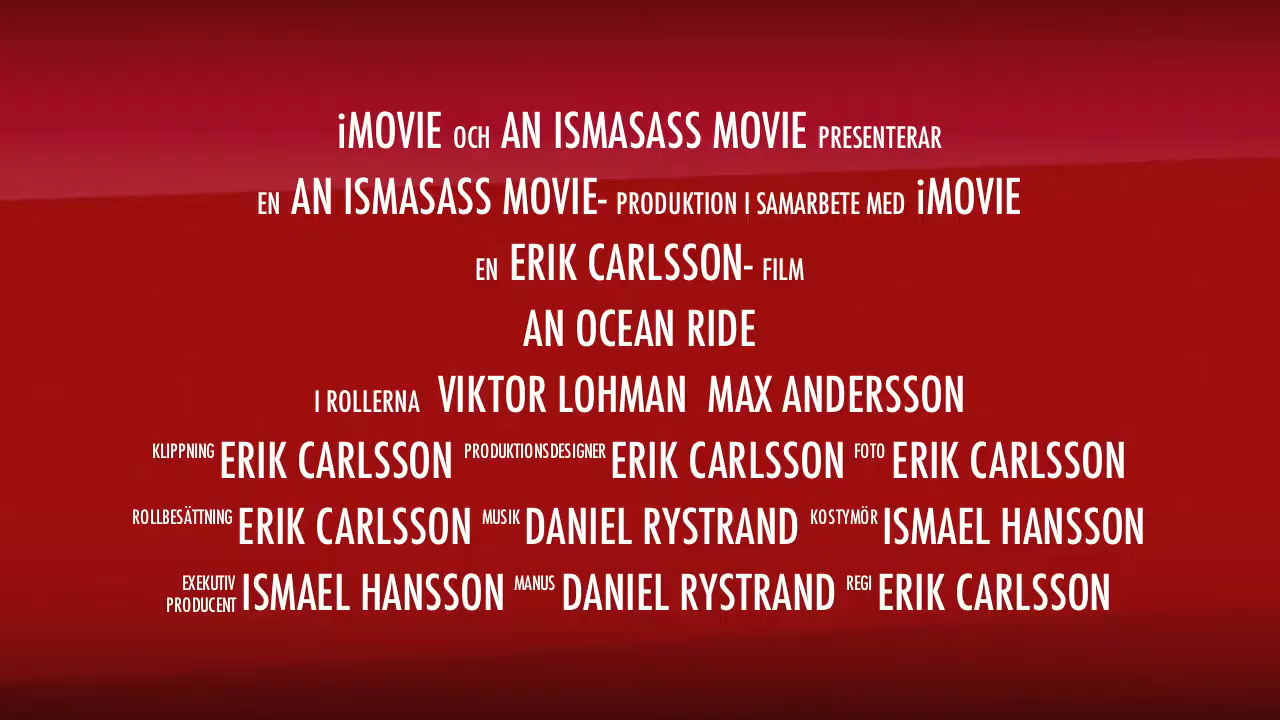 iMOVIE OCH AN ISMASASS MOVIE PRESENTERAR
EN AN ISMASASS MOVIE- PRODUKTION I SAMARBETE MED iMOVIE
EN ERIK CARLSSON- FILM
AN OCEAN RIDE
I ROLLERNA VIKTOR LOHMAN MAX ANDERSSON
KLIPPNING ERIK CARLSSON PRODUKTIONSDESIGNER ERIK CARLSSON FOTO ERIK CARLSSON
ROLLBESÄTTNING ERIK CARLSSON MUSIK DANIEL RYSTRAND KOSTYMÖR ISMAEL HANSSON
EXEKUTIV PRODUCENT ISMAEL HANSSON MANUS DANIEL RYSTRAND REGI ERIK CARLSSON